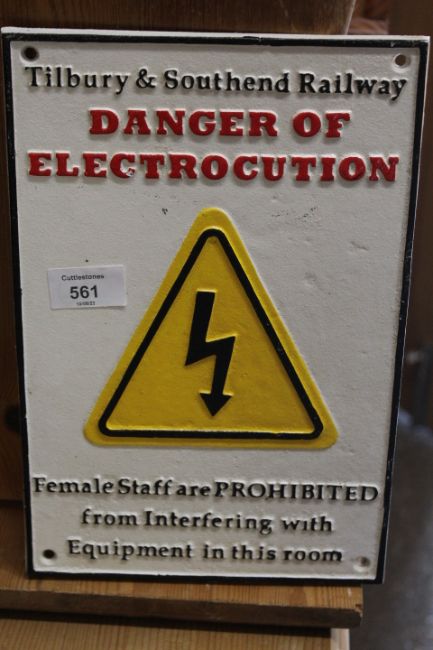 Tilbury & Southend Railway
DANGER OF
ELECTROCUTION
Cuttlestones
561
Female Staff are PROHIBITED
from Interfering with
Equipment in this room